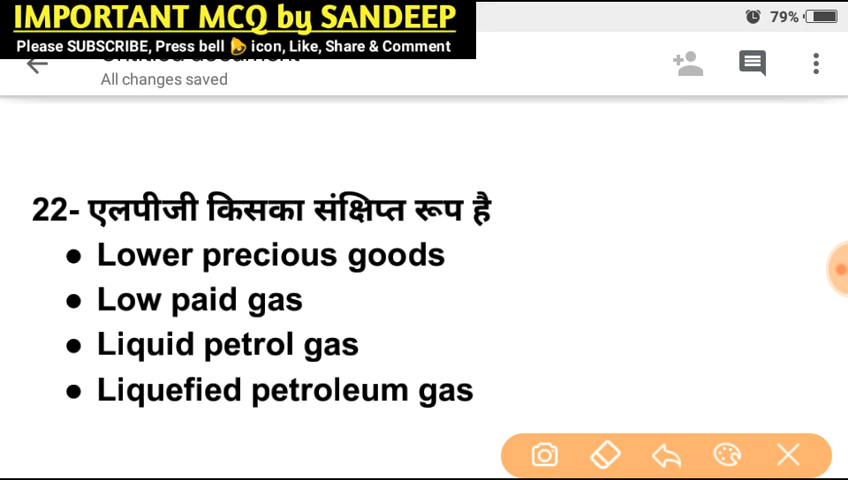 IMPORTANT MCQ by SANDEEP
Please SUBSCRIBE, Press bell icon, Like, Share & Comment
79%
All changes saved
22- एलपीजी किसका संक्षिप्त रूप है
● Lower precious goods
● Low paid gas
● Liquid petrol gas
● Liquefied petroleum gas